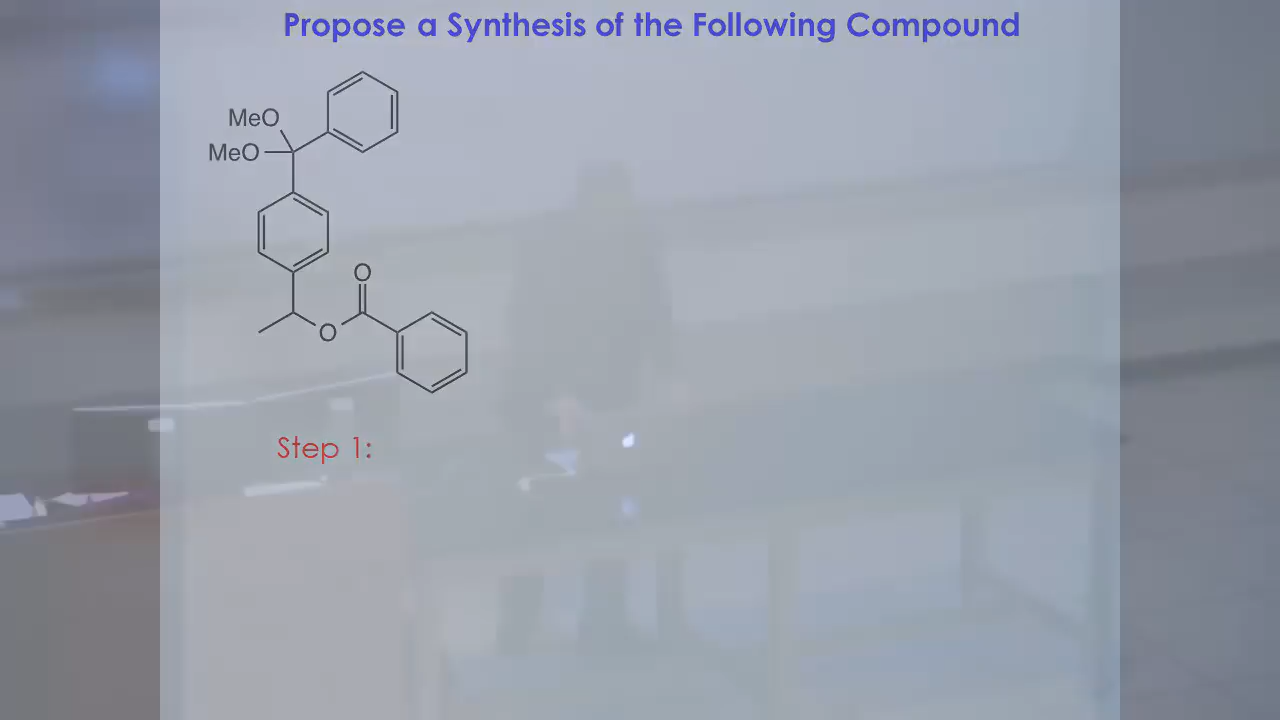 Propose a Synthesis of the Following Compound
MeO
MeO
O
O
Step 1: